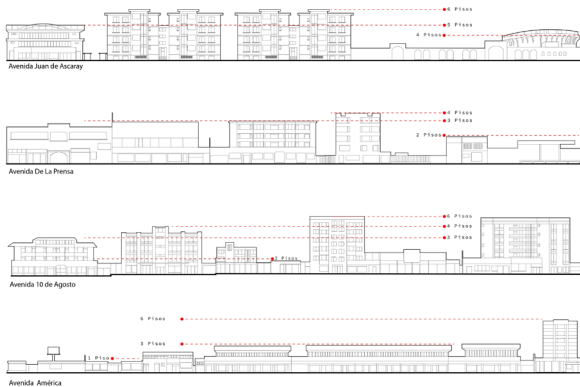 6 Pisos
5 Pisos
4 Pisos
Avenida Juan de Ascaray
4 Pisos
3 Pisos
2 Pisos
Avenida De La Prensa
6 Pisos
4 Pisos
3 Pisos
Avenida 10 de Agosto
6 Pisos
3 Pisos
1 Piso
Avenida América